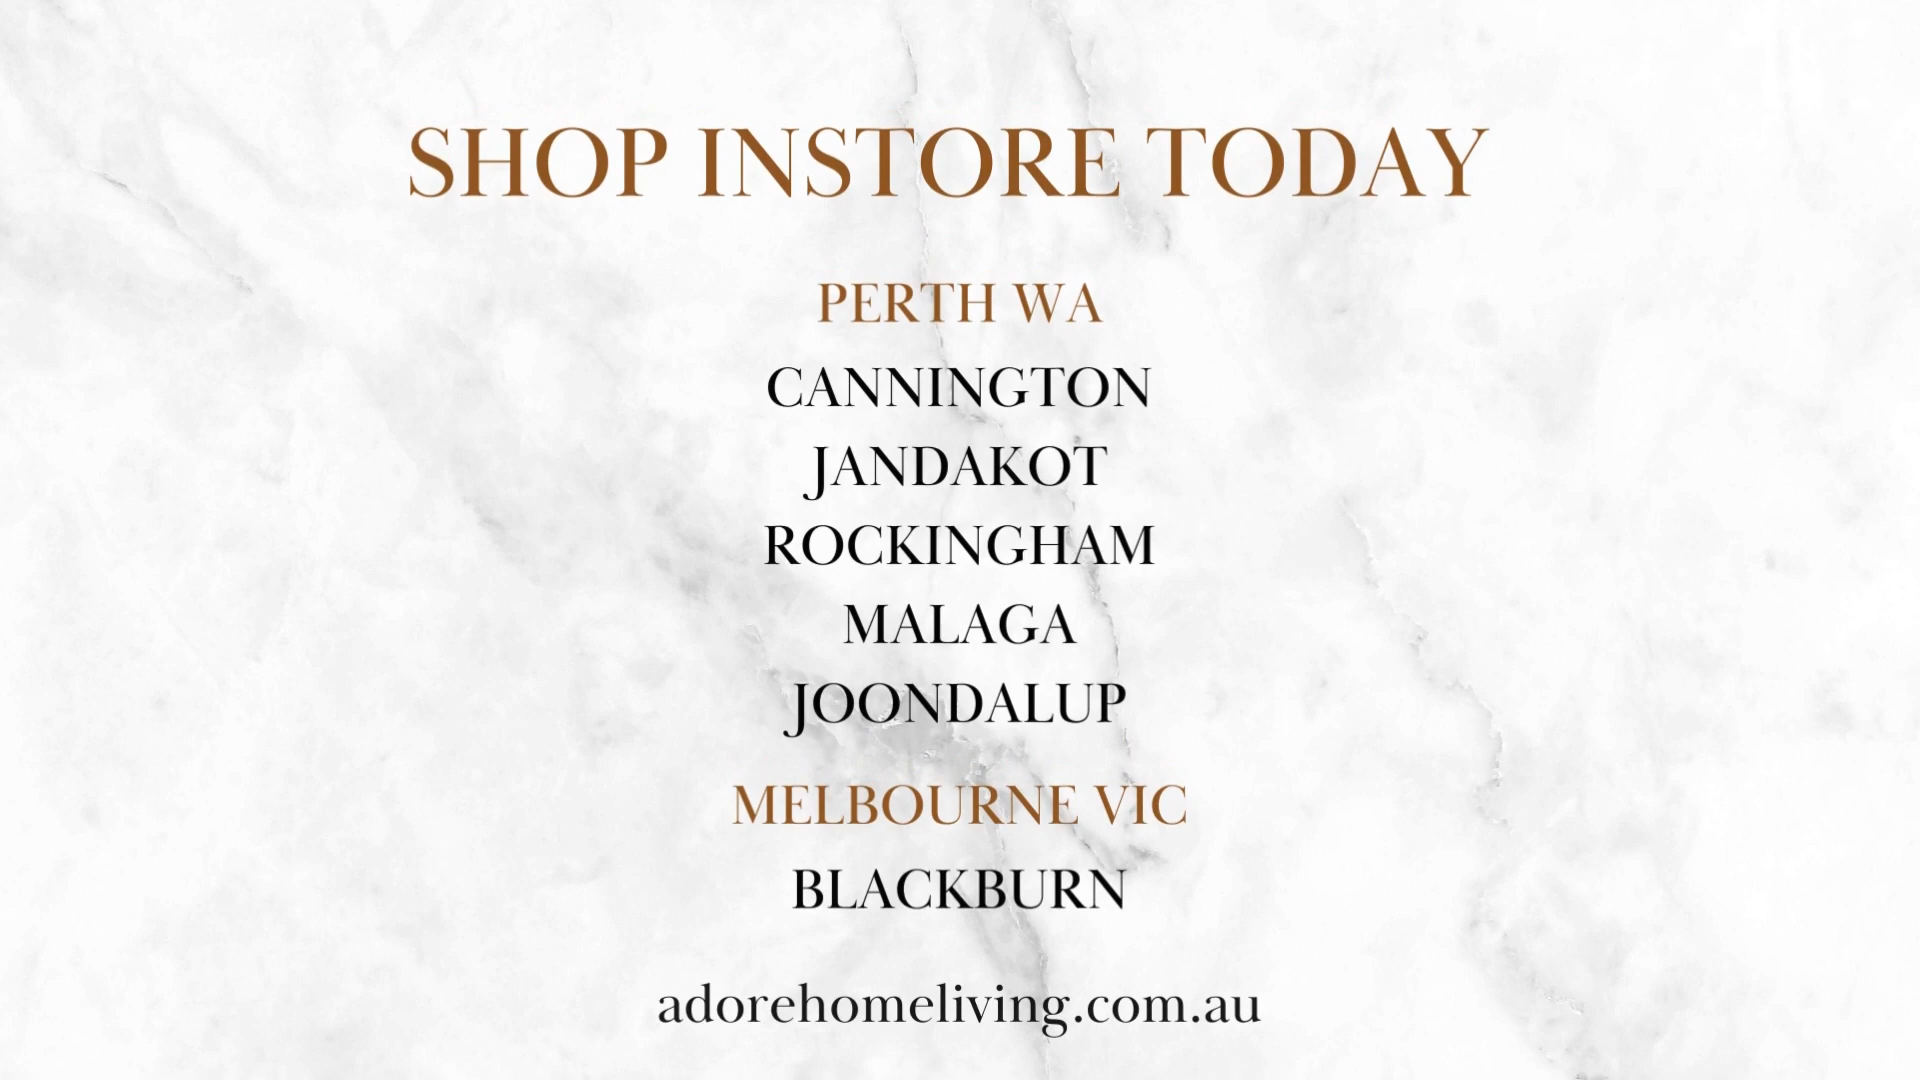 SHOP INSTORE TODAY
PERTH WA
CANNINGTON
JANDAKOT
ROCKINGHAM
MALAGA
JOONDALUP
MELBOURNE VIC
BLACKBURN
adorehomeliving.com.au